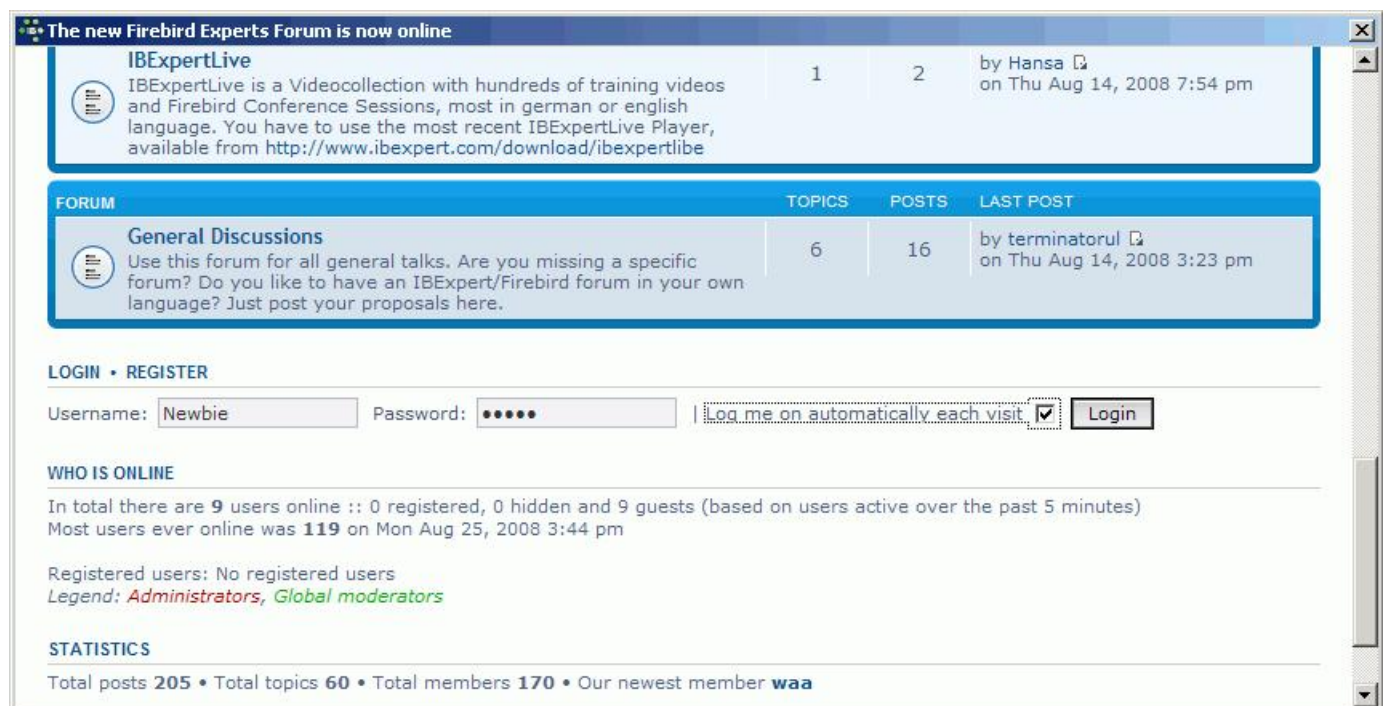 The new Firebird Experts Forum is now online
IBExpertLive
IBExpertLive is a Videocollection with hundreds of training videos
and Firebird Conference Sessions, most in german or english
language. You have to use the most recent IBExpertLive Player,
available from http://www.ibexpert.com/download/ibexpertlibe
1 2 by Hansa
on Thu Aug 14, 2008 7:54 pm
FORUM TOPICS POSTS LAST POST
General Discussions
Use this forum for all general talks. Are you missing a specific
forum? Do you like to have an IBExpert/Firebird forum in your own
language? Just post your proposals here.
6 16 by terminatorul
on Thu Aug 14, 2008 3:23 pm
LOGIN • REGISTER
Username: Newbie Password: ••••• | Log me on automatically each visit Login
WHO IS ONLINE
In total there are 9 users online :: 0 registered, 0 hidden and 9 guests (based on users active over the past 5 minutes)
Most users ever online was 119 on Mon Aug 25, 2008 3:44 pm
Registered users: No registered users
Legend: Administrators, Global moderators
STATISTICS
Total posts 205 • Total topics 60 • Total members 170 • Our newest member waa